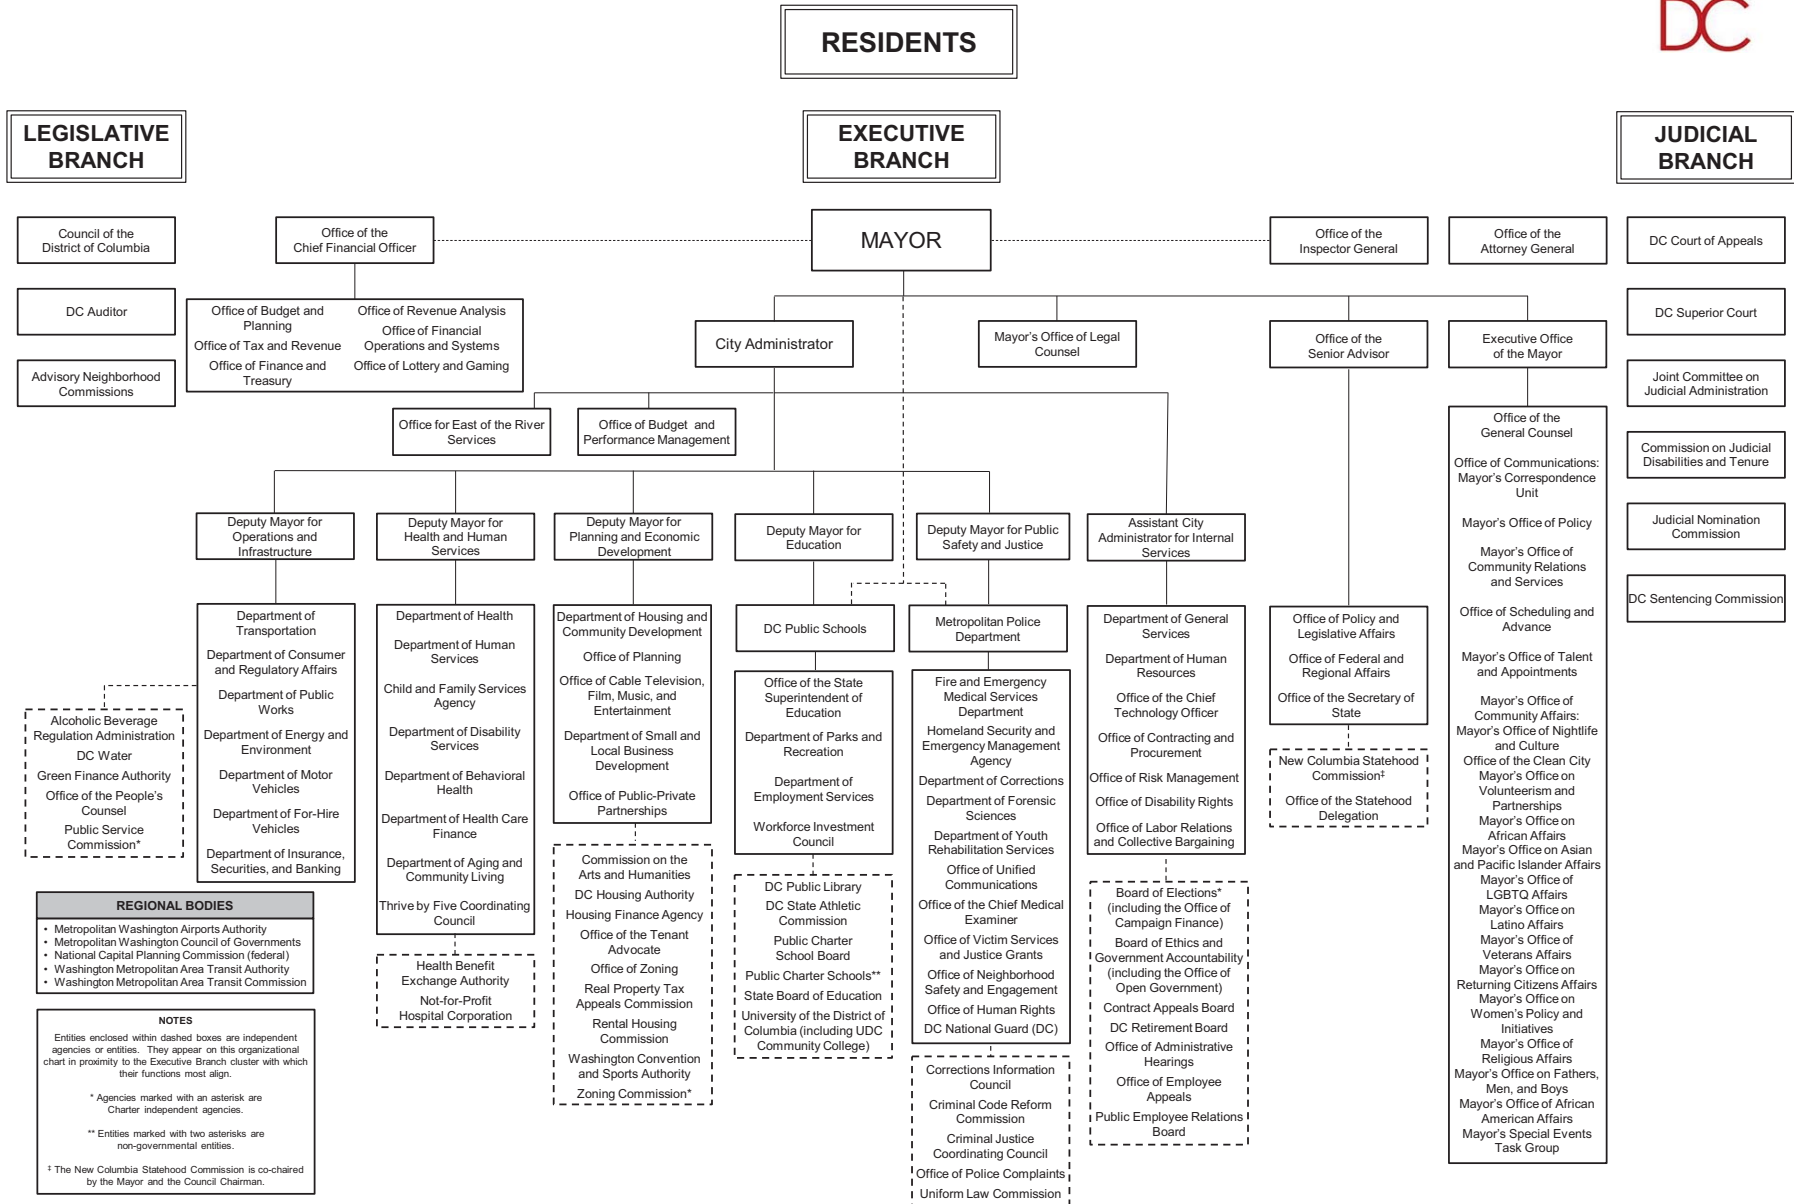 DC
RESIDENTS
LEGISLATIVE
BRANCH
EXECUTIVE
BRANCH
JUDICIAL
BRANCH
Council of the
District of Columbia
DC Auditor
Advisory Neighborhood
Commissions
Office of the
Chief Financial Officer
Office of Budget and
Planning
Office of Tax and Revenue
Office of Finance and
Treasury
Office of Revenue Analysis
Office of Financial
Operations and Systems
Office of Lottery and Gaming
MAYOR
Office of the
Inspector General
Office of the
Attorney General
DC Court of Appeals
DC Superior Court
Joint Committee on
Judicial Administration
Commission on Judicial
Disabilities and Tenure
Judicial Nomination
Commission
DC Sentencing Commission
City Administrator
Mayor's Office of Legal
Counsel
Office of the
Senior Advisor
Executive Office
of the Mayor
Office for East of the River
Services
Office of Budget and
Performance Management
Deputy Mayor for
Operations and
Infrastructure
Deputy Mayor for
Health and Human
Services
Deputy Mayor for
Planning and Economic
Development
Deputy Mayor for
Education
Deputy Mayor for Public
Safety and Justice
Assistant City
Administrator for Internal
Services
Department of
Transportation
Department of Consumer
and Regulatory Affairs
Department of Public
Works
Department of Energy and
Environment
Department of Motor
Vehicles
Department of For-Hire
Vehicles
Department of Insurance,
Securities, and Banking
Alcoholic Beverage
Regulation Administration
DC Water
Green Finance Authority
Office of the People's
Counsel
Public Service
Commission*
Department of Health
Department of Human
Services
Child and Family Services
Agency
Department of Disability
Services
Department of Behavioral
Health
Department of Health Care
Finance
Department of Aging and
Community Living
Thrive by Five Coordinating
Council
Health Benefit
Exchange Authority
Not-for-Profit
Hospital Corporation
Department of Housing and
Community Development
Office of Planning
Office of Cable Television,
Film, Music, and
Entertainment
Department of Small and
Local Business
Development
Office of Public-Private
Partnerships
Commission on the
Arts and Humanities
DC Housing Authority
Housing Finance Agency
Office of the Tenant
Advocate
Office of Zoning
Real Property Tax
Appeals Commission
Rental Housing
Commission
Washington Convention
and Sports Authority
Zoning Commission*
DC Public Schools
Office of the State
Superintendent of
Education
Department of Parks and
Recreation
Department of
Employment Services
Workforce Investment
Council
DC Public Library
DC State Athletic
Commission
Public Charter
School Board
Public Charter Schools**
State Board of Education
University of the District of
Columbia (including UDC
Community College)
Metropolitan Police
Department
Fire and Emergency
Medical Services
Department
Homeland Security and
Emergency Management
Agency
Department of Corrections
Department of Forensic
Sciences
Department of Youth
Rehabilitation Services
Office of Unified
Communications
Office of the Chief Medical
Examiner
Office of Victim Services
and Justice Grants
Office of Neighborhood
Safety and Engagement
Office of Human Rights
DC National Guard (DC)
Corrections Information
Council
Criminal Code Reform
Commission
Criminal Justice
Coordinating Council
Office of Police Complaints
Uniform Law Commission
Department of General
Services
Department of Human
Resources
Office of the Chief
Technology Officer
Office of Contracting and
Procurement
Office of Risk Management
Office of Disability Rights
Office of Labor Relations
and Collective Bargaining
Board of Elections*
(including the Office of
Campaign Finance)
Board of Ethics and
Government Accountability
(including the Office of
Open Government)
Contract Appeals Board
DC Retirement Board
Office of Administrative
Hearings
Office of Employee
Appeals
Public Employee Relations
Board
Office of Policy and
Legislative Affairs
Office of Federal and
Regional Affairs
Office of the Secretary of
State
New Columbia Statehood
Commission‡
Office of the Statehood
Delegation
Office of the
General Counsel
Office of Communications:
Mayor's Correspondence
Unit
Mayor's Office of Policy
Mayor's Office of
Community Relations
and Services
Office of Scheduling and
Advance
Mayor's Office of Talent
and Appointments
Mayor's Office of
Community Affairs:
Mayor's Office of Nightlife
and Culture
Office of the Clean City
Mayor's Office on
Volunteerism and
Partnerships
Mayor's Office on
African Affairs
Mayor's Office on Asian
and Pacific Islander Affairs
Mayor's Office of
LGBTQ Affairs
Mayor's Office on
Latino Affairs
Mayor's Office of
Veterans Affairs
Mayor's Office on
Returning Citizens Affairs
Mayor's Office on
Women's Policy and
Initiatives
Mayor's Office of
Religious Affairs
Mayor's Office on Fathers,
Men, and Boys
Mayor's Office of African
American Affairs
Mayor's Special Events
Task Group
REGIONAL BODIES
• Metropolitan Washington Airports Authority
• Metropolitan Washington Council of Governments
• National Capital Planning Commission (federal)
• Washington Metropolitan Area Transit Authority
• Washington Metropolitan Area Transit Commission
NOTES
Entities enclosed within dashed boxes are independent
agencies or entities. They appear on this organizational
chart in proximity to the Executive Branch cluster with which
their functions most align.
* Agencies marked with an asterisk are
Charter independent agencies.
** Entities marked with two asterisks are
non-governmental entities.
‡ The New Columbia Statehood Commission is co-chaired
by the Mayor and the Council Chairman.